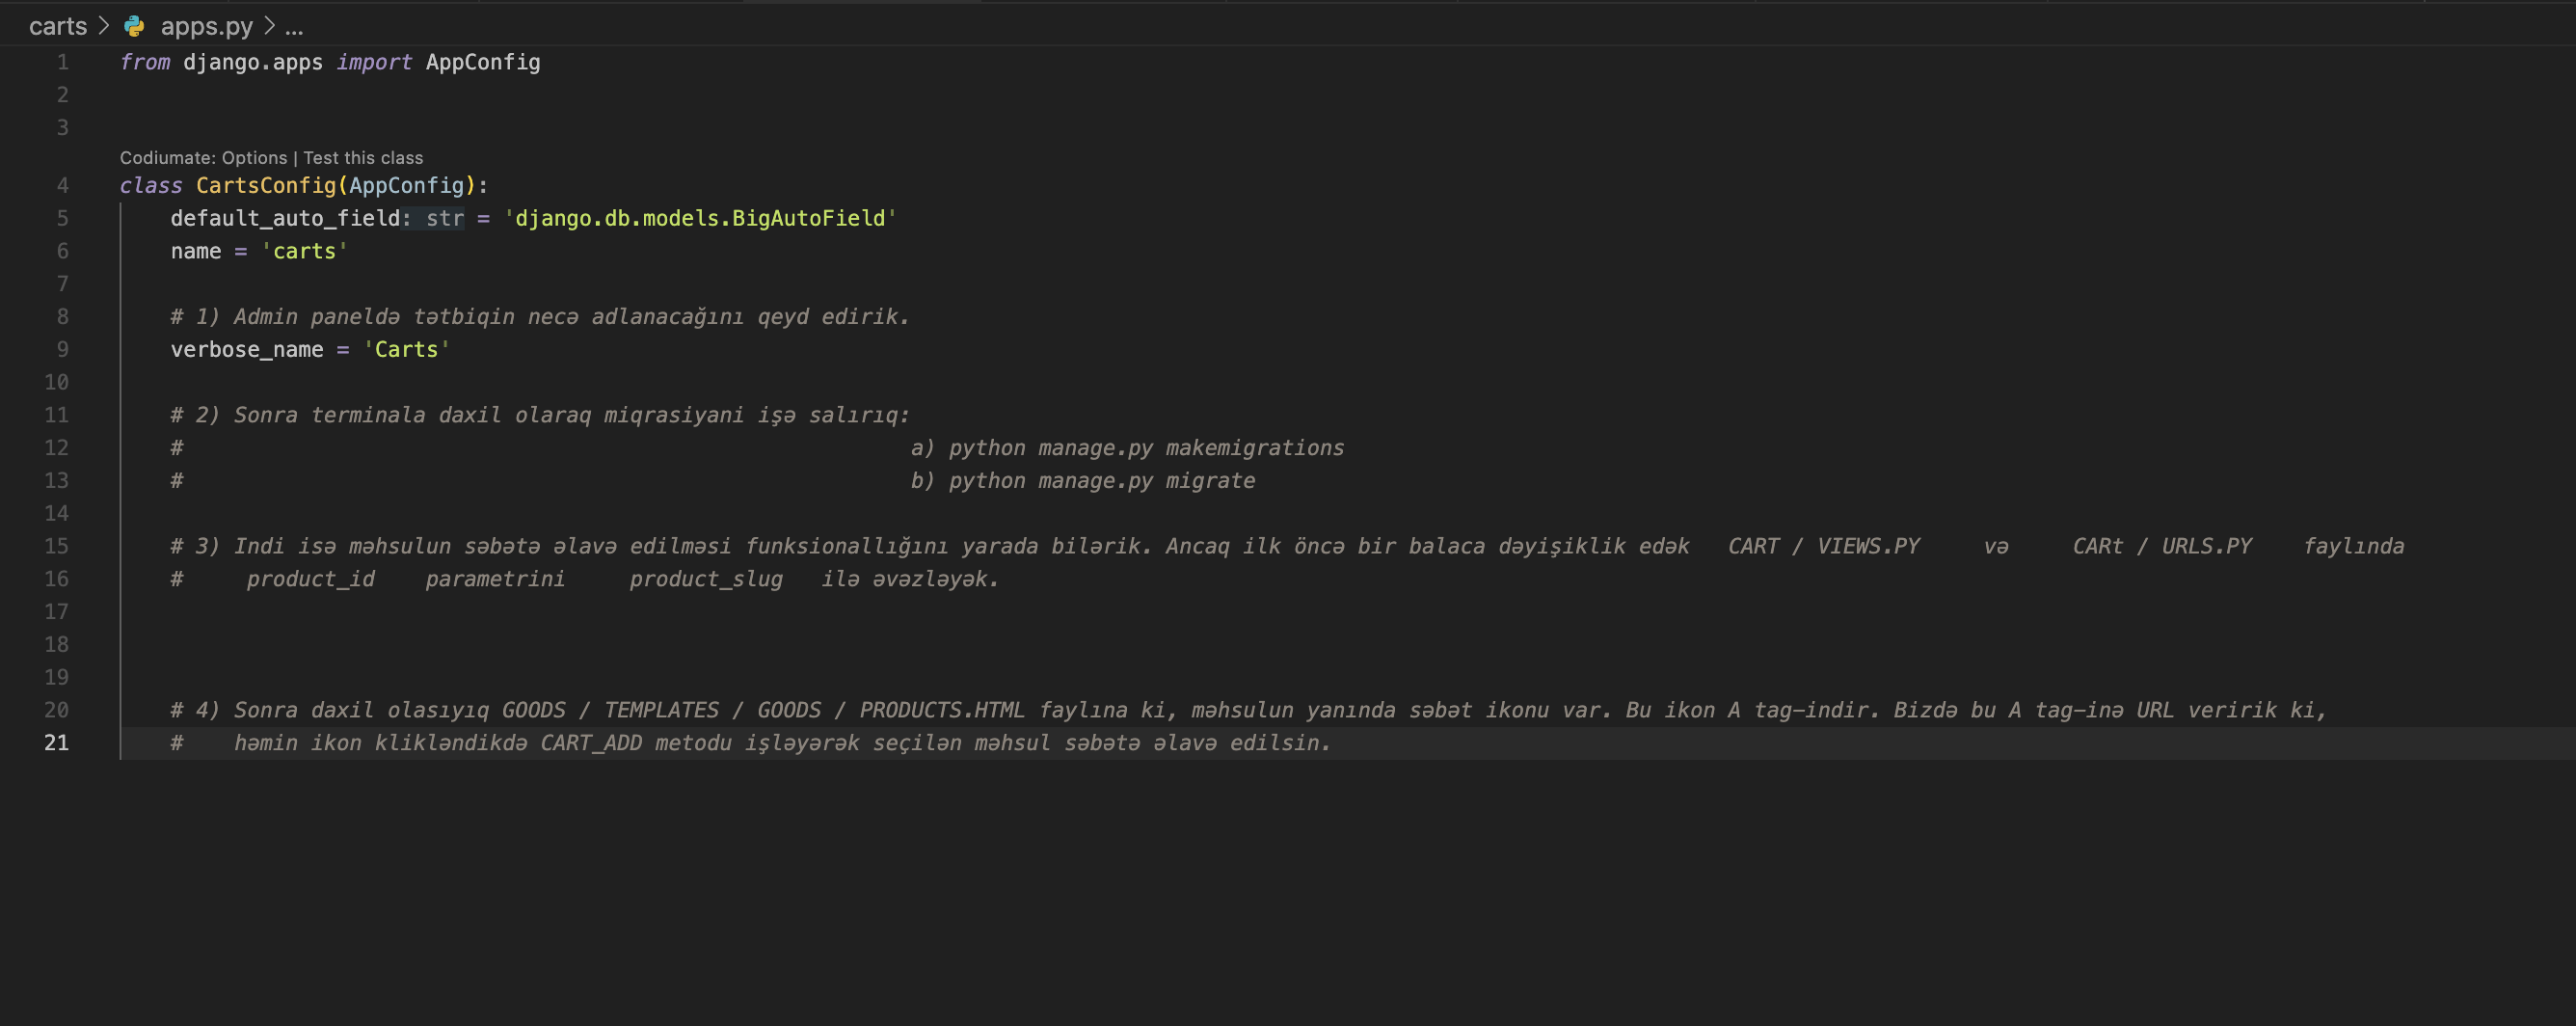 carts > apps.py > ...
1 from django.apps import AppConfig
2
3
Codiumate: Options | Test this class
4 class CartsConfig(AppConfig):
5 default_auto_field: str = 'django.db.models.BigAutoField'
6 name = 'carts'
7
8 # 1) Admin paneldə tətbiqin necə adlanacağını qeyd edirik.
9 verbose_name = 'Carts'
10
11 # 2) Sonra terminala daxil olaraq miqrasiyani işə salırıq:
12 # a) python manage.py makemigrations
13 # b) python manage.py migrate
14
15 # 3) Indi isə məhsulun səbətə əlavə edilməsi funksionallığını yarada bilərik. Ancaq ilk öncə bir balaca dəyişiklik edək CART / VIEWS.PY və CARt / URLS.PY faylında
16 # product_id parametrini product_slug ilə əvəzləyək.
17
18
19
20 # 4) Sonra daxil olasıyıq GOODS / TEMPLATES / GOODS / PRODUCTS.HTML faylına ki, məhsulun yanında səbət ikonu var. Bu ikon A tag-indir. Bizdə bu A tag-inə URL veririk ki,
21 # həmin ikon klikləndikdə CART_ADD metodu işləyərək seçilən məhsul səbətə əlavə edilsin.